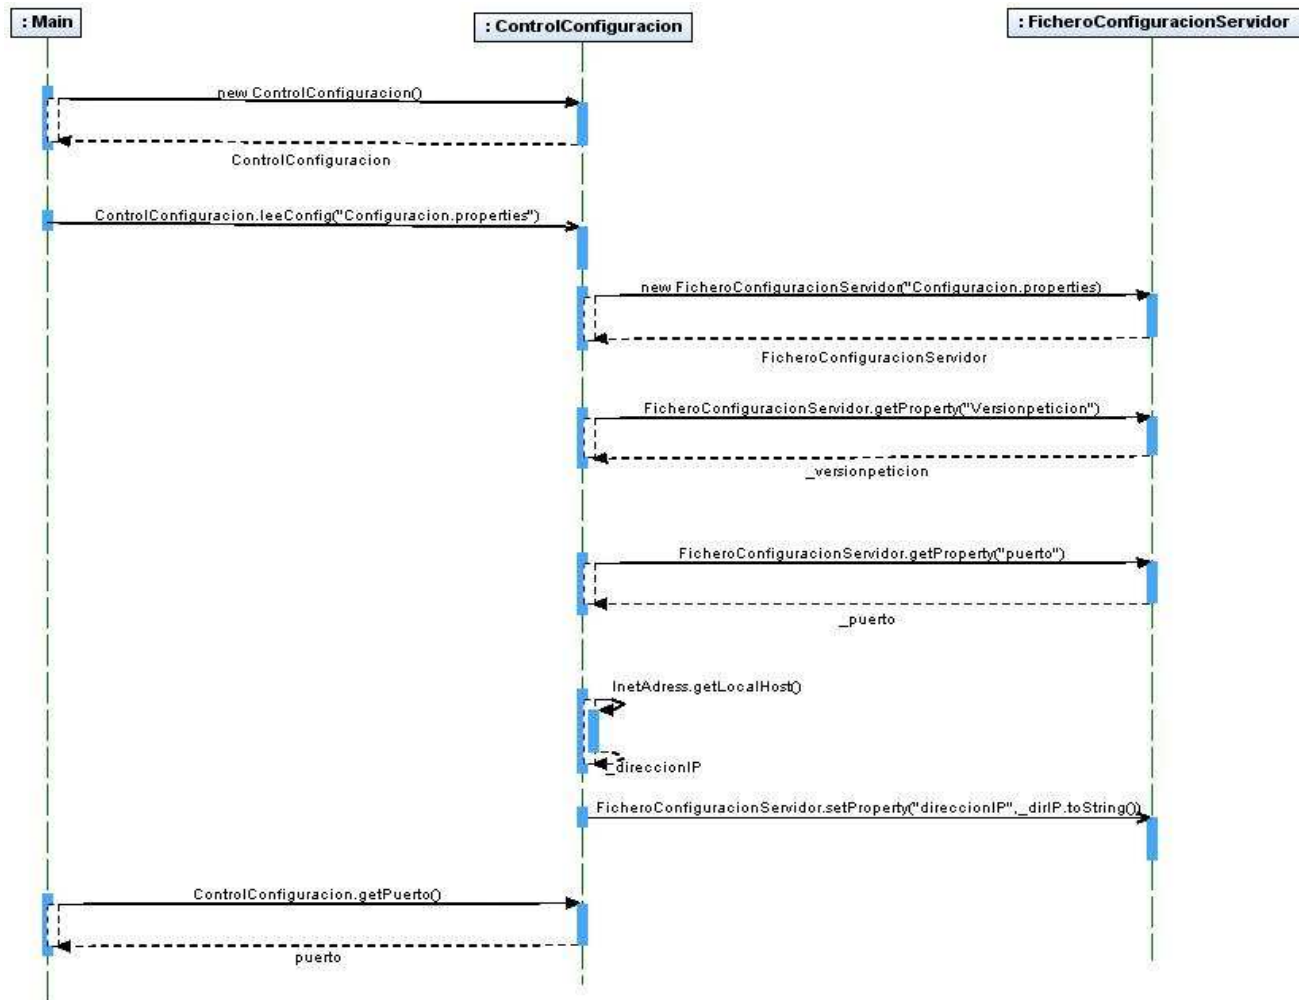 : Main
: ControlConfiguracion
: FicheroConfiguracionServidor
new ControlConfiguracion()
ControlConfiguracion
ControlConfiguracion.leeConfig("Configuracion.properties")
new FicheroConfiguracionServidor("Configuracion.properties)
FicheroConfiguracionServidor
FicheroConfiguracionServidor.getProperty("Versionpeticion")
_versionpeticion
FicheroConfiguracionServidor.getProperty("puerto")
_puerto
InetAdress.getLocalHost()
_direccionIP
FicheroConfiguracionServidor.setProperty("direccionIP",_dirIP.toString())
ControlConfiguracion.getPuerto()
puerto